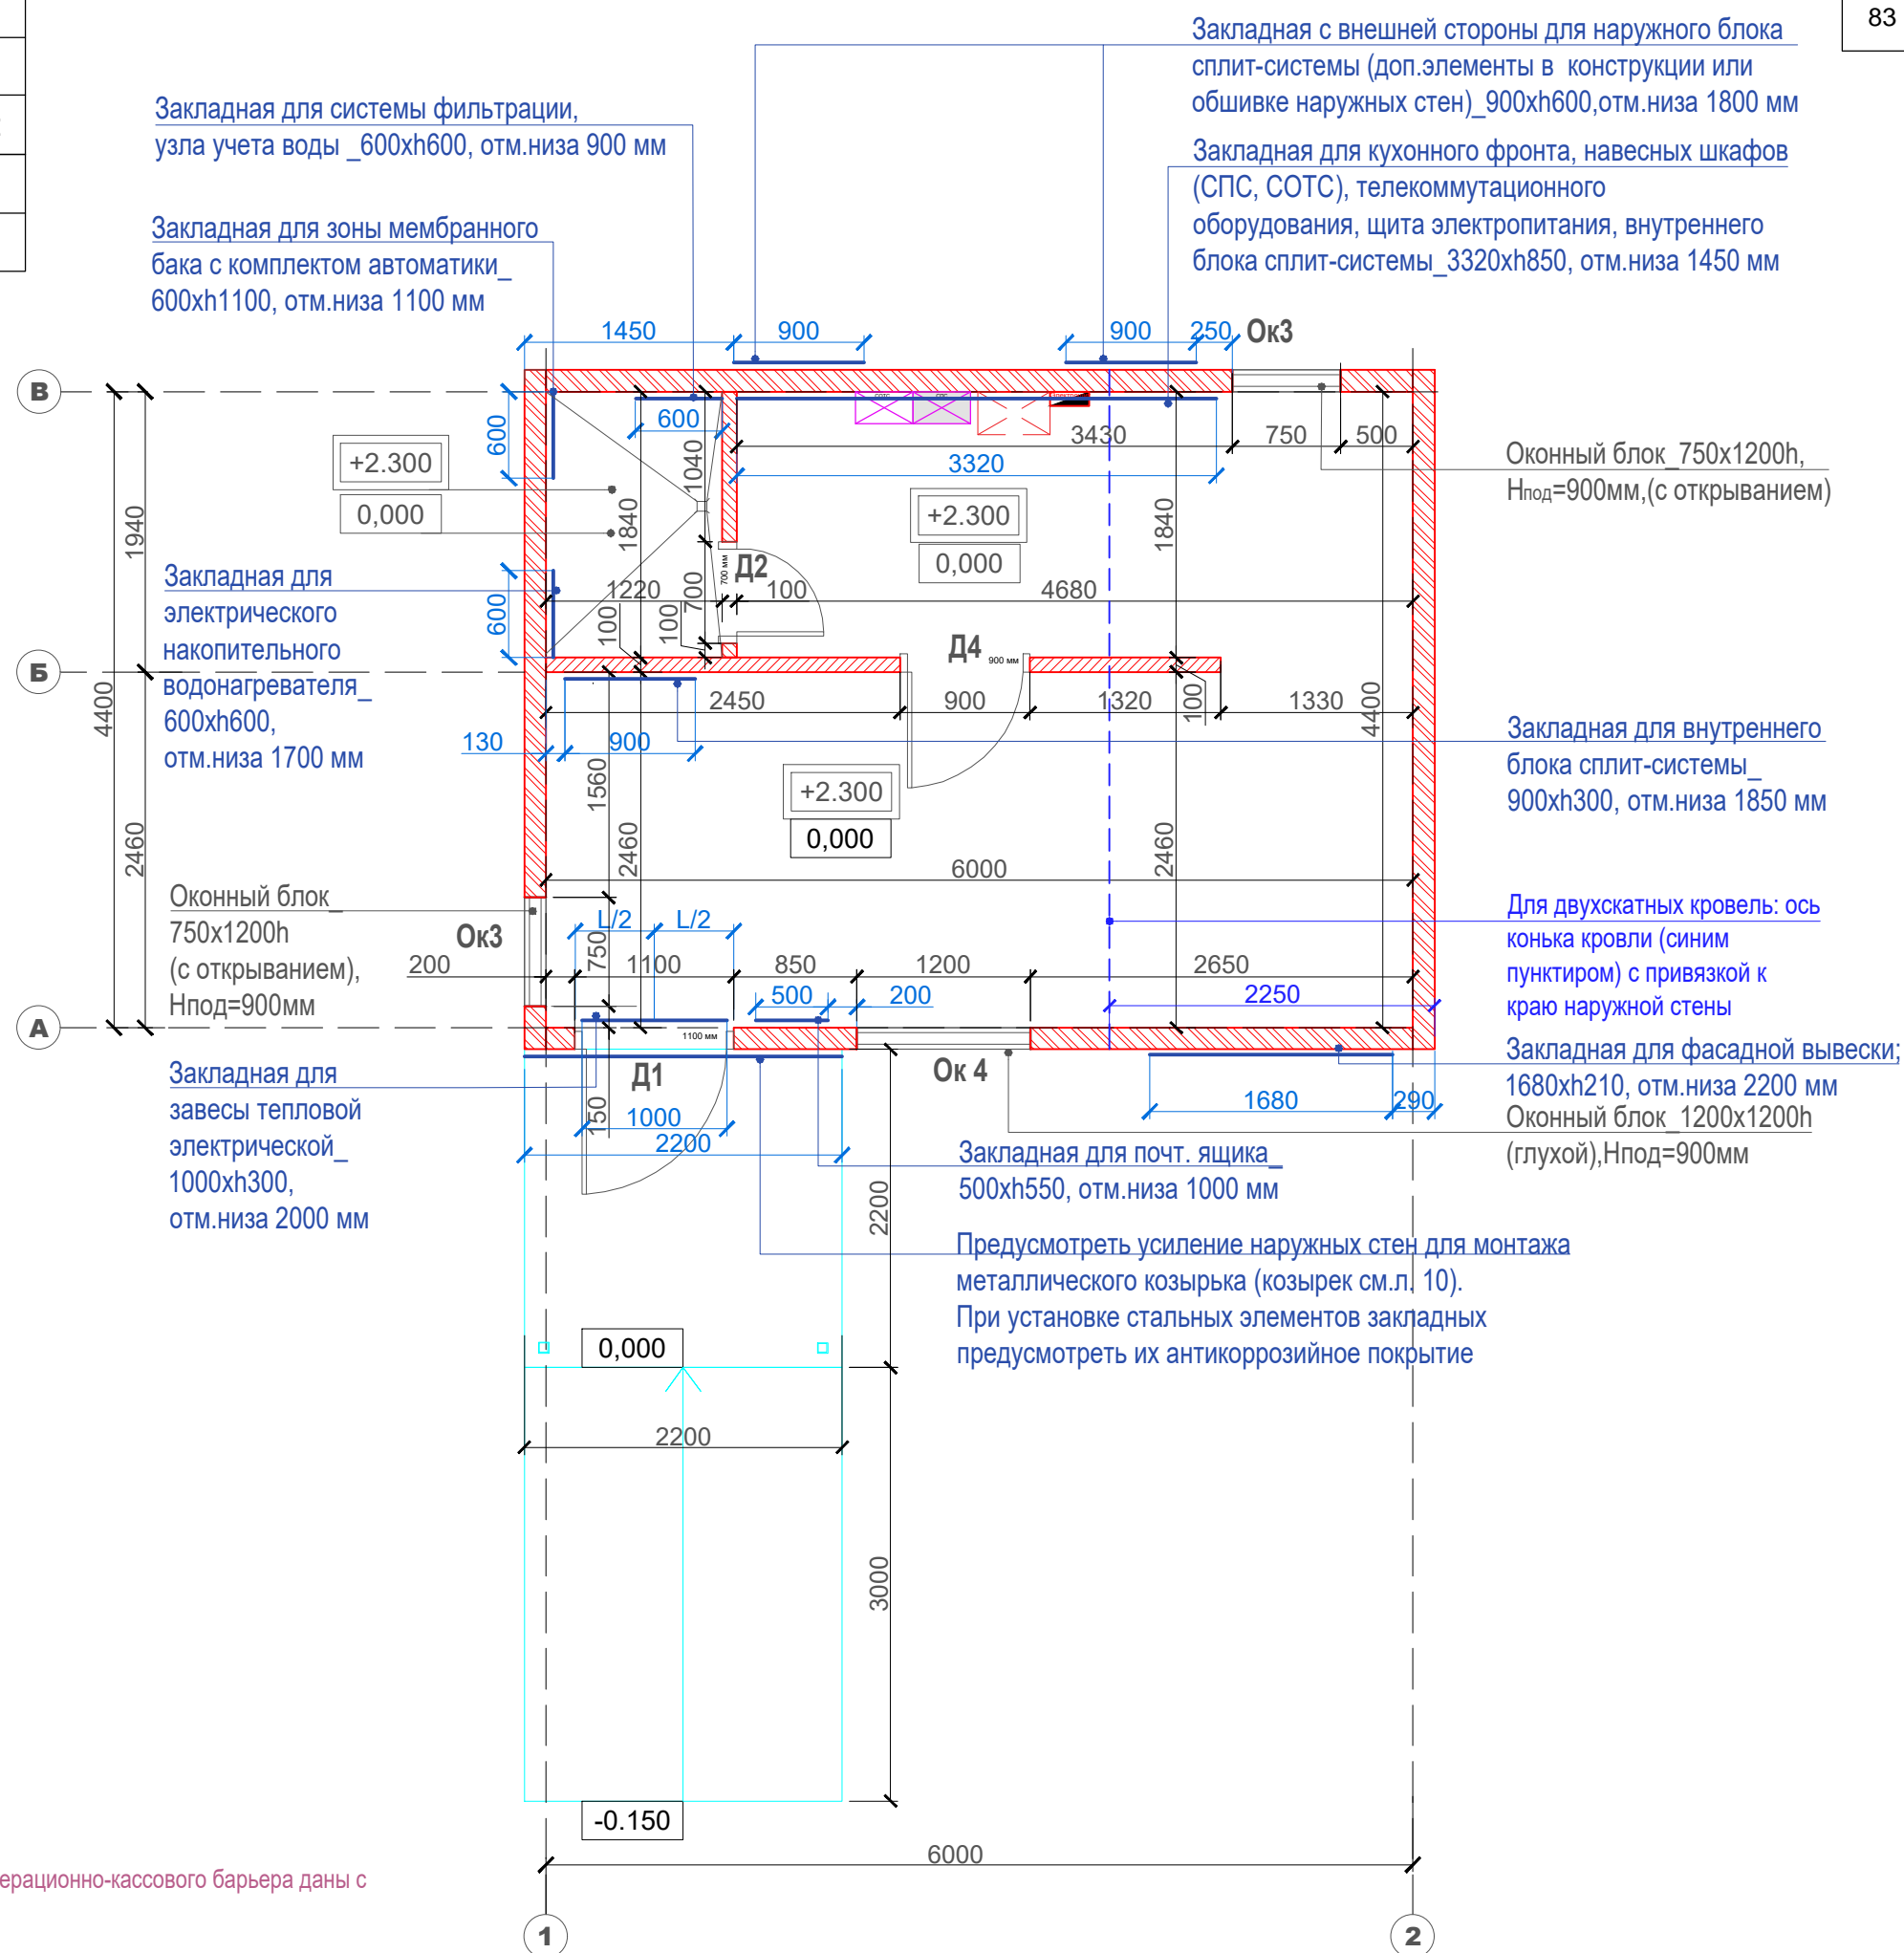 83
Закладная с внешней стороны для наружного блока
сплит-системы (доп.элементы в конструкции или
обшивке наружных стен)_900xh600,отм.низа 1800 мм
Закладная для системы фильтрации,
узла учета воды _600xh600, отм.низа 900 мм
Закладная для кухонного фронта, навесных шкафов
(СПС, СОТС), телекоммутационного
оборудования, щита электропитания, внутреннего
блока сплит-системы_3320xh850, отм.низа 1450 мм
Закладная для зоны мембранного
бака с комплектом автоматики_
600xh1100, отм.низа 1100 мм
1450
900
900
250
Ок3
В
СОТС
СПС
600
600
1040
3430
750
500
3320
+2.300
0,000
+2.300
0,000
Оконный блок_750x1200h,
Нпод=900мм,(с открыванием)
1940
1840
1840
Закладная для
электрического
накопительного
водонагревателя_
600xh600,
отм.низа 1700 мм
600
1220
700
700 мм
Д2
100
4680
100
100
Д4
900 мм
Б
4400
2450
900
1320
100
1330
4400
130
900
Закладная для внутреннего
блока сплит-системы_
900xh300, отм.низа 1850 мм
1560
+2.300
0,000
2460
2460
2460
6000
Оконный блок_
750x1200h
(с открыванием),
Нпод=900мм
Ок3
200
750
L/2
L/2
1100
850
1200
2650
500
200
2250
Для двухскатных кровель: ось
конька кровли (синим
пунктиром) с привязкой к
краю наружной стены
А
1100 мм
Д1
Ок 4
150
1000
2200
1680
290
Закладная для фасадной вывески;
1680xh210, отм.низа 2200 мм
Оконный блок_1200x1200h
(глухой),Нпод=900мм
Закладная для
завесы тепловой
электрической_
1000xh300,
отм.низа 2000 мм
Закладная для почт. ящика_
500xh550, отм.низа 1000 мм
2200
Предусмотреть усиление наружных стен для монтажа
металлического козырька (козырек см.л. 10).
При установке стальных элементов закладных
предусмотреть их антикоррозийное покрытие
0,000
2200
3000
-0.150
6000
ерационно-кассового барьера даны с
1
2